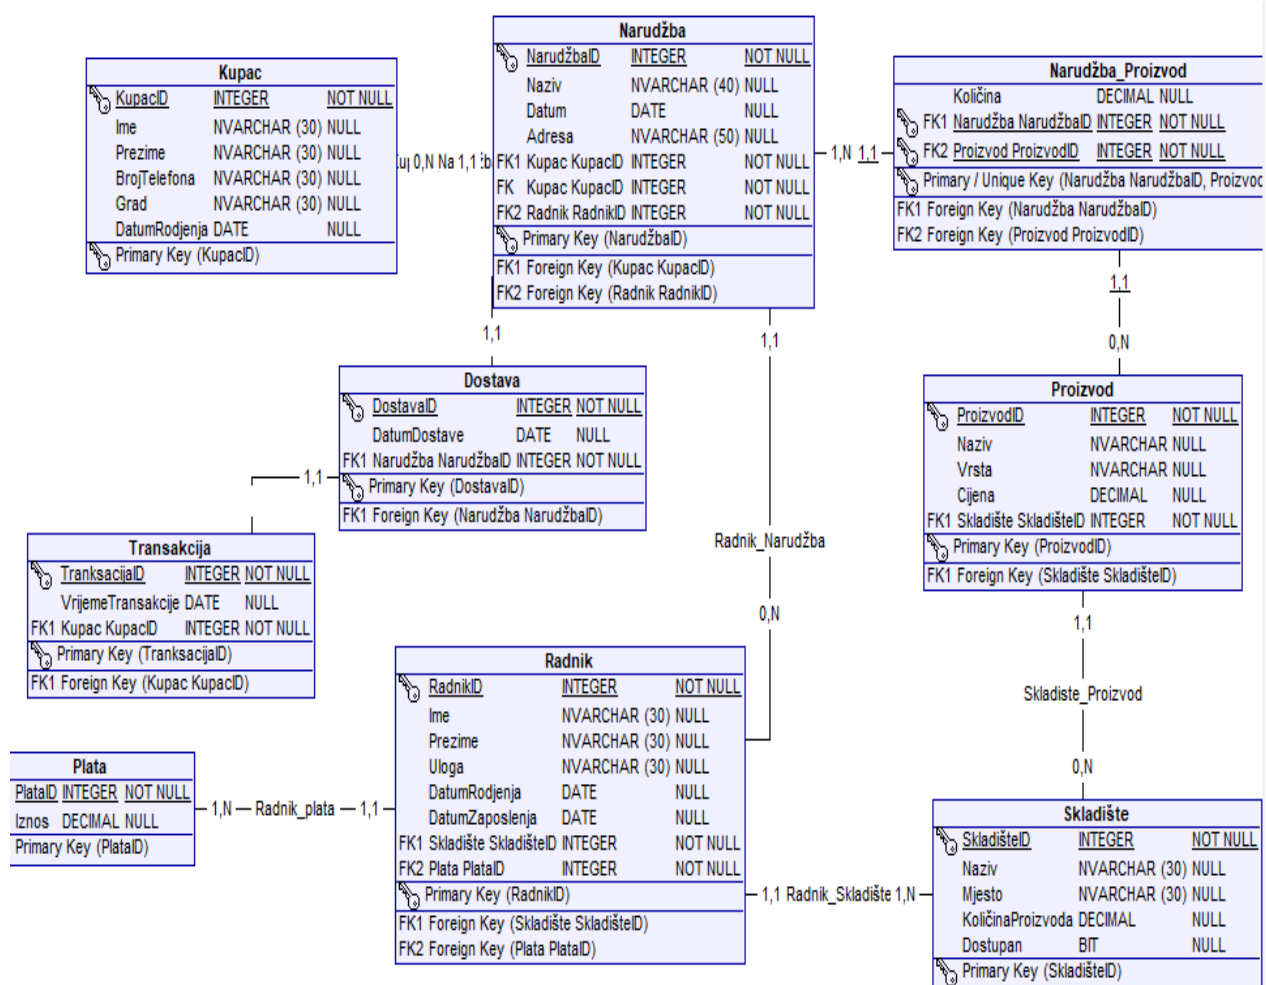 Kupac
KupacID INTEGER NOT NULL
Ime NVARCHAR (30) NULL
Prezime NVARCHAR (30) NULL
BrojTelefona NVARCHAR (30) NULL
Grad NVARCHAR (30) NULL
DatumRodjenja DATE NULL
Primary Key (KupacID)
0,N Na 1,1
Narudžba
NarudžbaID INTEGER NOT NULL
Naziv NVARCHAR (40) NULL
Datum DATE NULL
Adresa NVARCHAR (50) NULL
FK1 Kupac KupacID INTEGER NOT NULL
FK Kupac KupacID INTEGER NOT NULL
FK2 Radnik RadnikID INTEGER NOT NULL
Primary Key (NarudžbaID)
FK1 Foreign Key (Kupac KupacID)
FK2 Foreign Key (Radnik RadnikID)
1,N 1,1
Narudžba_Proizvod
Količina DECIMAL NULL
FK1 Narudžba NarudžbaID INTEGER NOT NULL
FK2 Proizvod ProizvodID INTEGER NOT NULL
Primary / Unique Key (Narudžba NarudžbaID, Proizvod
FK1 Foreign Key (Narudžba NarudžbaID)
FK2 Foreign Key (Proizvod ProizvodID)
1,1
0,N
1,1
1,1
Dostava
DostavaID INTEGER NOT NULL
DatumDostave DATE NULL
FK1 Narudžba NarudžbaID INTEGER NOT NULL
Primary Key (DostavaID)
FK1 Foreign Key (Narudžba NarudžbaID)
1,1
Proizvod
ProizvodID INTEGER NOT NULL
Naziv NVARCHAR NULL
Vrsta NVARCHAR NULL
Cijena DECIMAL NULL
FK1 Skladište SkladišteID INTEGER NOT NULL
Primary Key (ProizvodID)
FK1 Foreign Key (Skladište SkladišteID)
Transakcija
TranksacijaID INTEGER NOT NULL
VrijemeTransakcije DATE NULL
FK1 Kupac KupacID INTEGER NOT NULL
Primary Key (TranksacijaID)
FK1 Foreign Key (Kupac KupacID)
Radnik_Narudžba
0,N
1,1
Skladiste_Proizvod
0,N
Radnik
RadnikID INTEGER NOT NULL
Ime NVARCHAR (30) NULL
Prezime NVARCHAR (30) NULL
Uloga NVARCHAR (30) NULL
DatumRodjenja DATE NULL
DatumZaposlenja DATE NULL
FK1 Skladište SkladišteID INTEGER NOT NULL
FK2 Plata PlataID INTEGER NOT NULL
Primary Key (RadnikID)
FK1 Foreign Key (Skladište SkladišteID)
FK2 Foreign Key (Plata PlataID)
Plata
PlataID INTEGER NOT NULL
Iznos DECIMAL NULL
Primary Key (PlataID)
1,N Radnik_plata 1,1
1,1 Radnik_Skladište 1,N
Skladište
SkladišteID INTEGER NOT NULL
Naziv NVARCHAR (30) NULL
Mjesto NVARCHAR (30) NULL
KoličinaProizvoda DECIMAL NULL
Dostupan BIT NULL
Primary Key (SkladišteID)